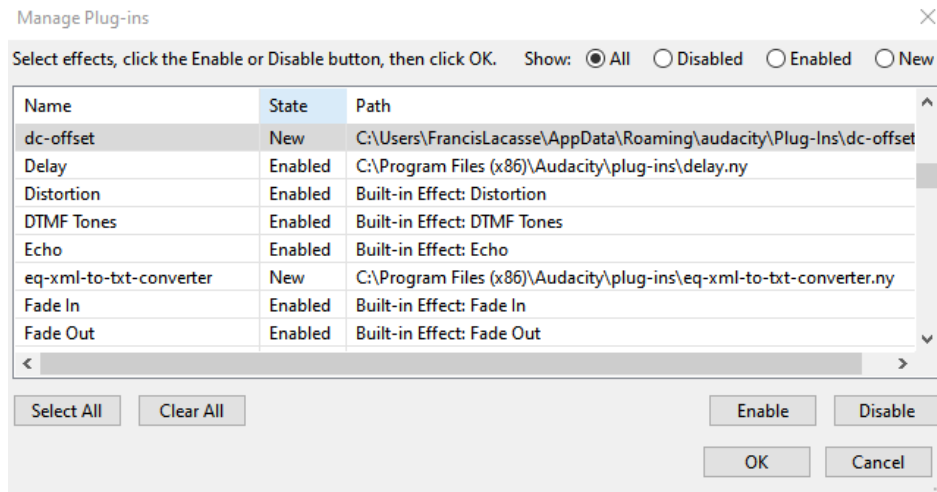 Manage Plug-ins
Select effects, click the Enable or Disable button, then click OK. Show: All Disabled Enabled New
Name State Path
dc-offset New C:\Users\FrancisLacasse\AppData\Roaming\audacity\Plug-Ins\dc-offset
Delay Enabled C:\Program Files (x86)\Audacity\plug-ins\delay.ny
Distortion Enabled Built-in Effect: Distortion
DTMF Tones Enabled Built-in Effect: DTMF Tones
Echo Enabled Built-in Effect: Echo
eq-xml-to-txt-converter New C:\Program Files (x86)\Audacity\plug-ins\eq-xml-to-txt-converter.ny
Fade In Enabled Built-in Effect: Fade In
Fade Out Enabled Built-in Effect: Fade Out
Select All Clear All Enable Disable
OK Cancel